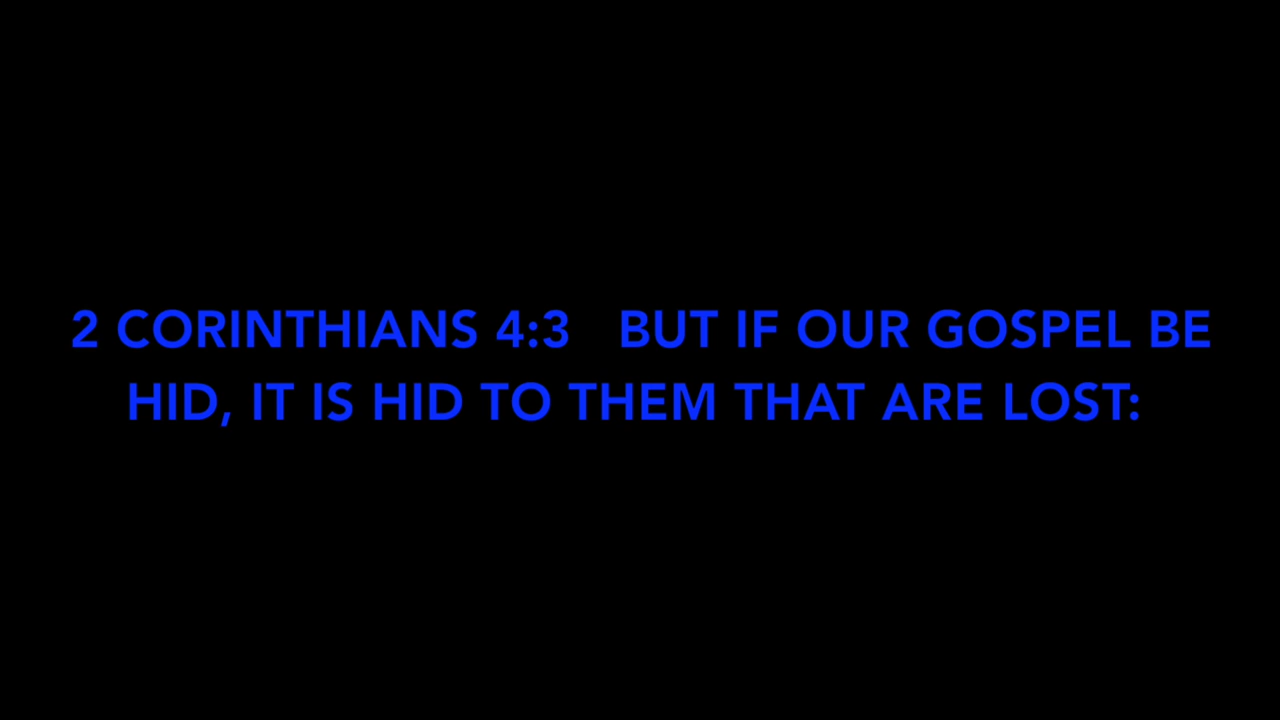 2 CORINTHIANS 4:3   BUT IF OUR GOSPEL BE
HID, IT IS HID TO THEM THAT ARE LOST: